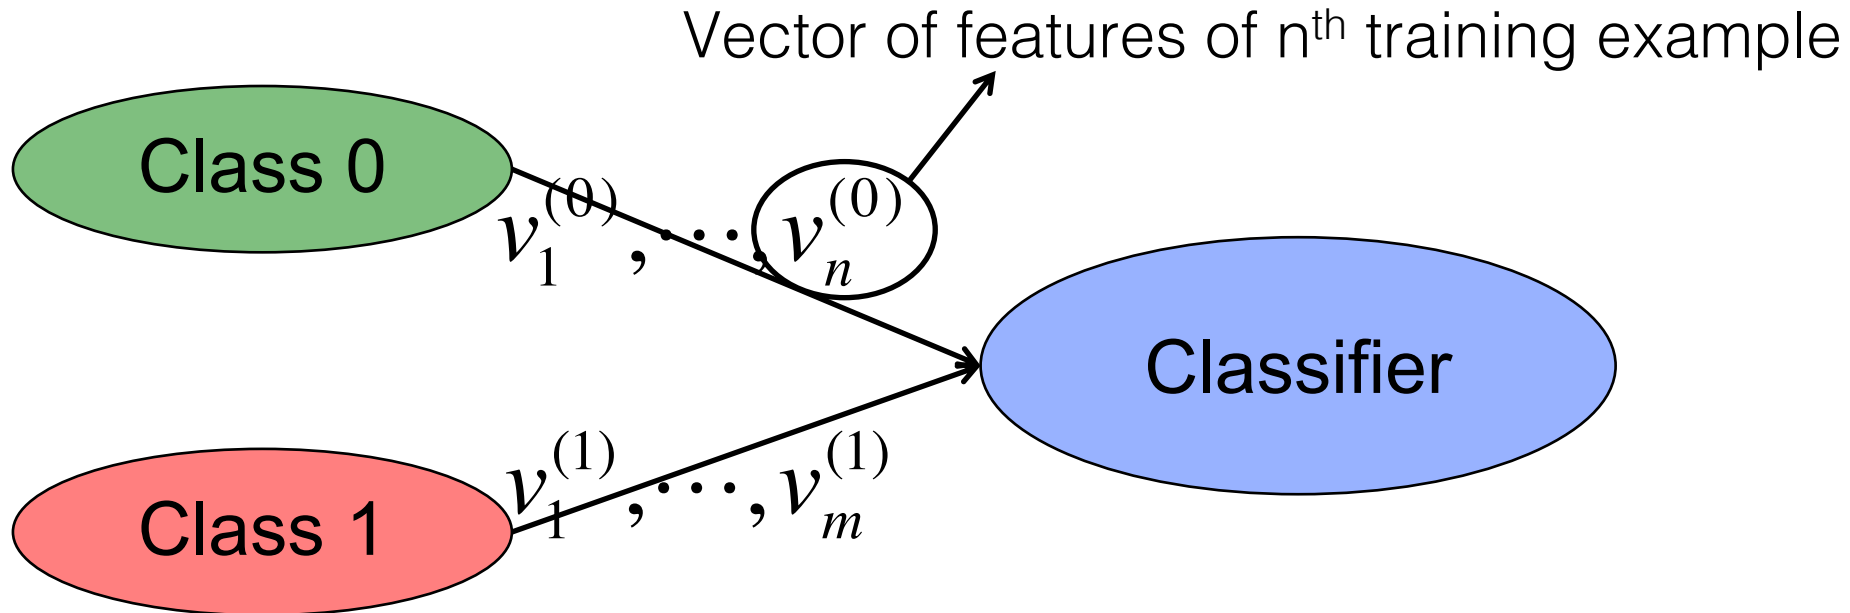 Vector of features of nᵗʰ training example
Class 0
v₁⁽⁰⁾,⋯,vₙ⁽⁰⁾
Classifier
v₁⁽¹⁾,⋯,vₘ⁽¹⁾
Class 1